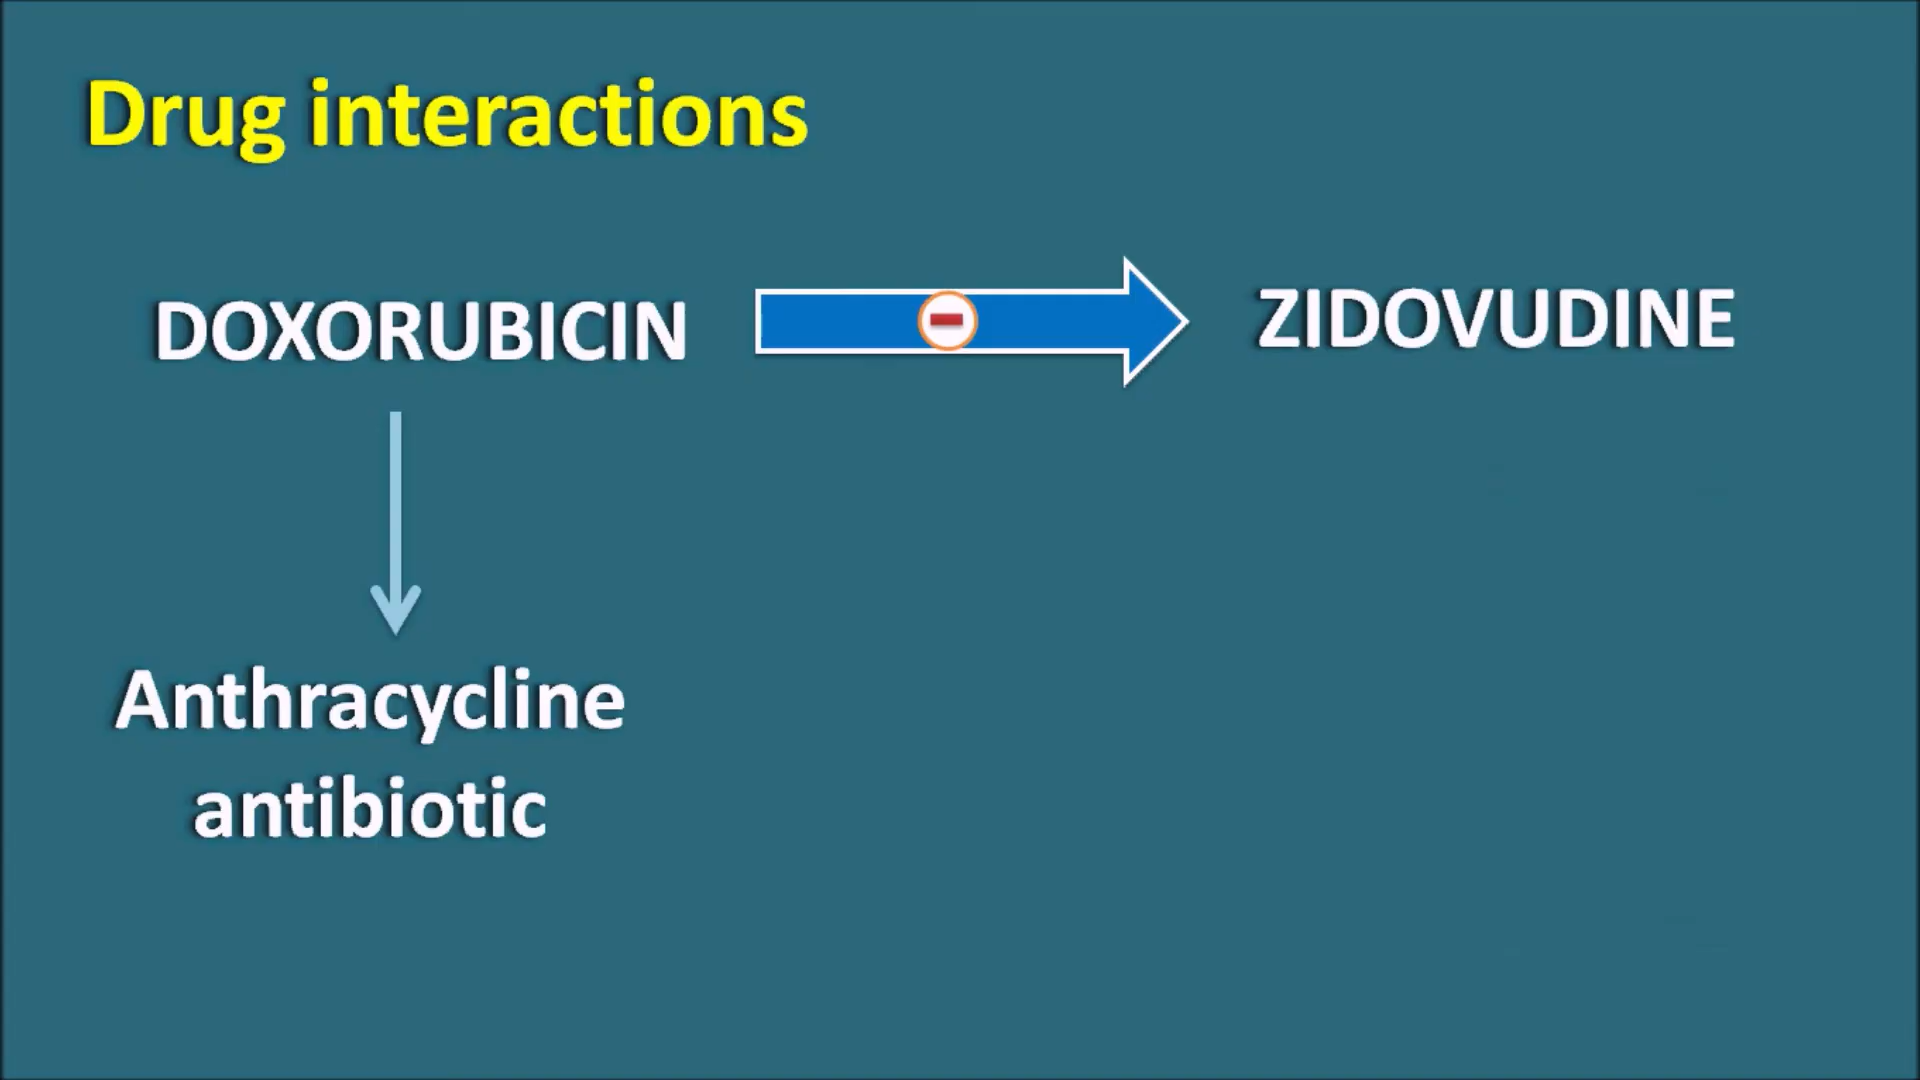 Drug interactions
DOXORUBICIN
ZIDOVUDINE
Anthracycline
antibiotic